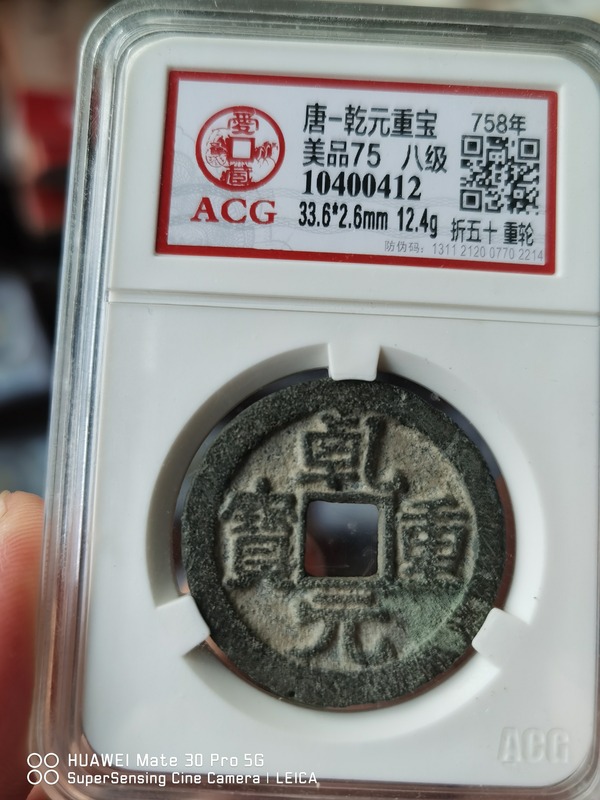 唐-乾元重宝 758年
美品75 八级
10400412
ACG
33.6*2.6mm 12.4g 折五十 重轮
防伪码: 1311 2120 0770 2214
乾
寶 重
元
ACG
HUAWEI Mate 30 Pro 5G
SuperSensing Cine Camera | LEICA